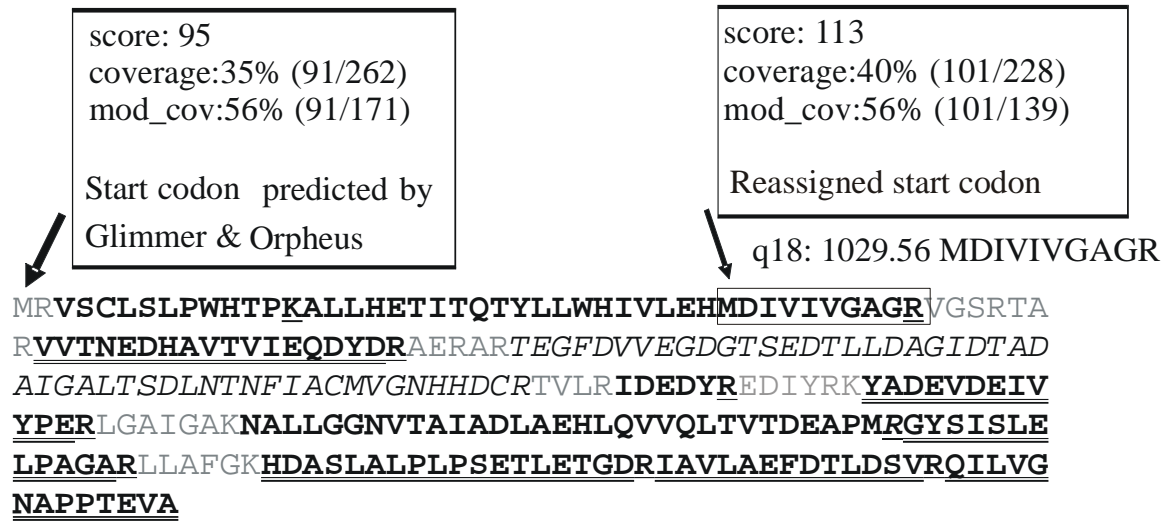 score: 95
coverage:35% (91/262)
mod_cov:56% (91/171)
Start codon predicted by
Glimmer & Orpheus
score: 113
coverage:40% (101/228)
mod_cov:56% (101/139)
Reassigned start codon
q18: 1029.56 MDIVIVGAGR
MRVSCLSLPWHTPKALLHETITQTYLLWHIVLEHMDIVIVGAGRVGSRTA
RVVTNEDHAVTVIEQDYDRAERARTEGFDVVEGDGTSEDTLLDAGIDTAD
AIGALTSDLNTNFIACMVGNHHDCRTVLRIDEDYREDIYRKYADEVDEIV
YPERLGAIGAKNALLGGNVTAIADLAEHLQVVQLTVTDEAPMRGYSISLE
LPAGARLLAFGKHDASLALPLPSETLETGDRIAVLAEFDTLDSVRQILVG
NAPPTEVA